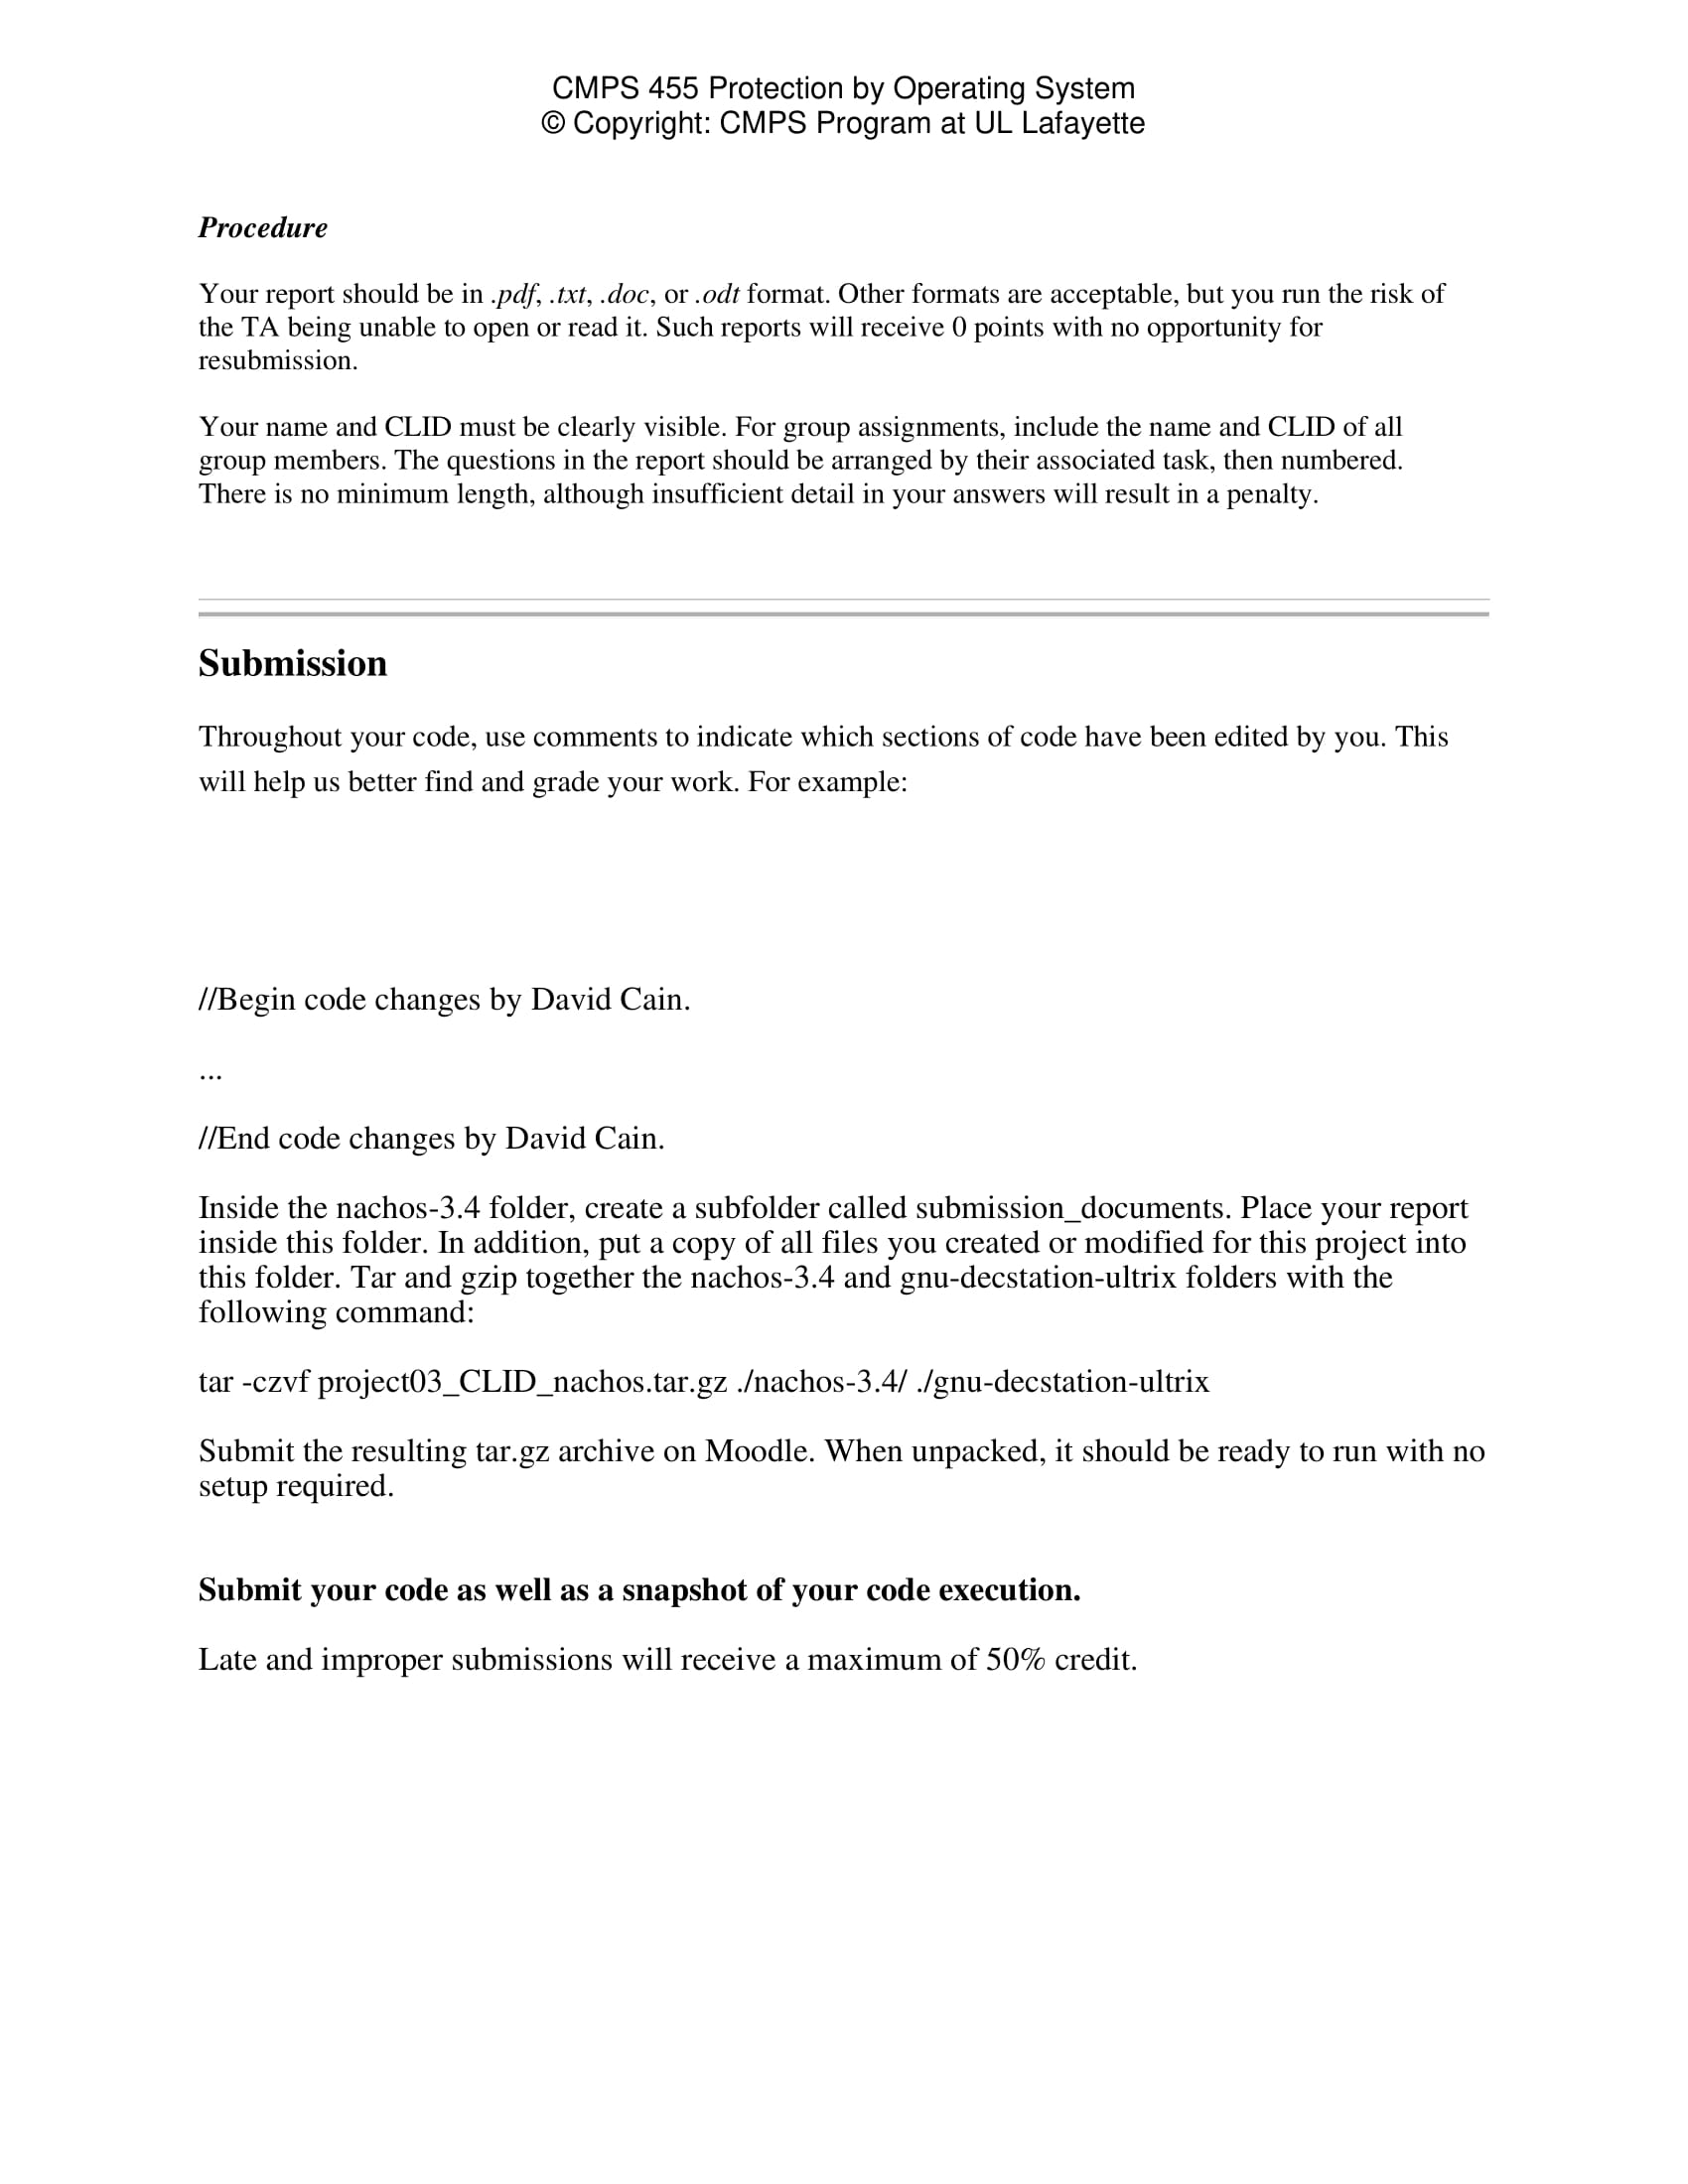 CMPS 455 Protection by Operating System
© Copyright: CMPS Program at UL Lafayette
Procedure
Your report should be in .pdf, .txt, .doc, or .odt format. Other formats are acceptable, but you run the risk of
the TA being unable to open or read it. Such reports will receive 0 points with no opportunity for
resubmission.
Your name and CLID must be clearly visible. For group assignments, include the name and CLID of all
group members. The questions in the report should be arranged by their associated task, then numbered.
There is no minimum length, although insufficient detail in your answers will result in a penalty.
Submission
Throughout your code, use comments to indicate which sections of code have been edited by you. This
will help us better find and grade your work. For example:
//Begin code changes by David Cain.
...
//End code changes by David Cain.
Inside the nachos-3.4 folder, create a subfolder called submission_documents. Place your report
inside this folder. In addition, put a copy of all files you created or modified for this project into
this folder. Tar and gzip together the nachos-3.4 and gnu-decstation-ultrix folders with the
following command:
tar -czvf project03_CLID_nachos.tar.gz ./nachos-3.4/ ./gnu-decstation-ultrix
Submit the resulting tar.gz archive on Moodle. When unpacked, it should be ready to run with no
setup required.
Submit your code as well as a snapshot of your code execution.
Late and improper submissions will receive a maximum of 50% credit.